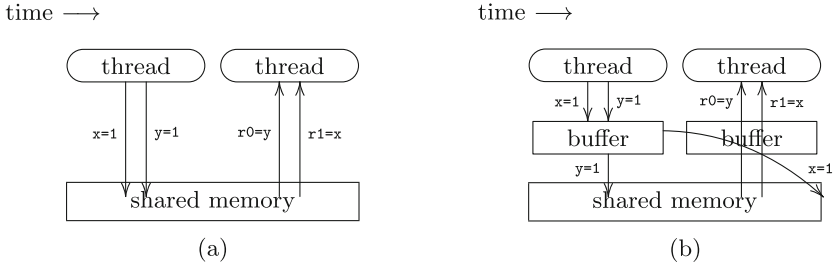 time → time →
thread thread thread thread
x=1 y=1 r0=y r1=x x=1 y=1 r0=y r1=x
buffer buffer
y=1 x=1
shared memory shared memory
(a) (b)